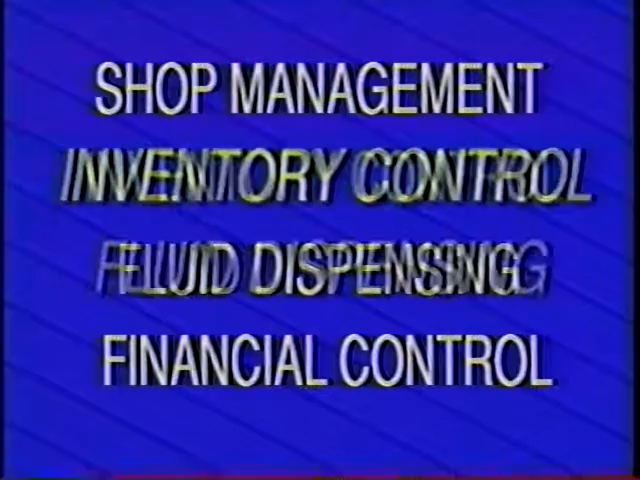 SHOP MANAGEMENT
INVENTORY CONTROL
FLUID DISPENSING
FINANCIAL CONTROL